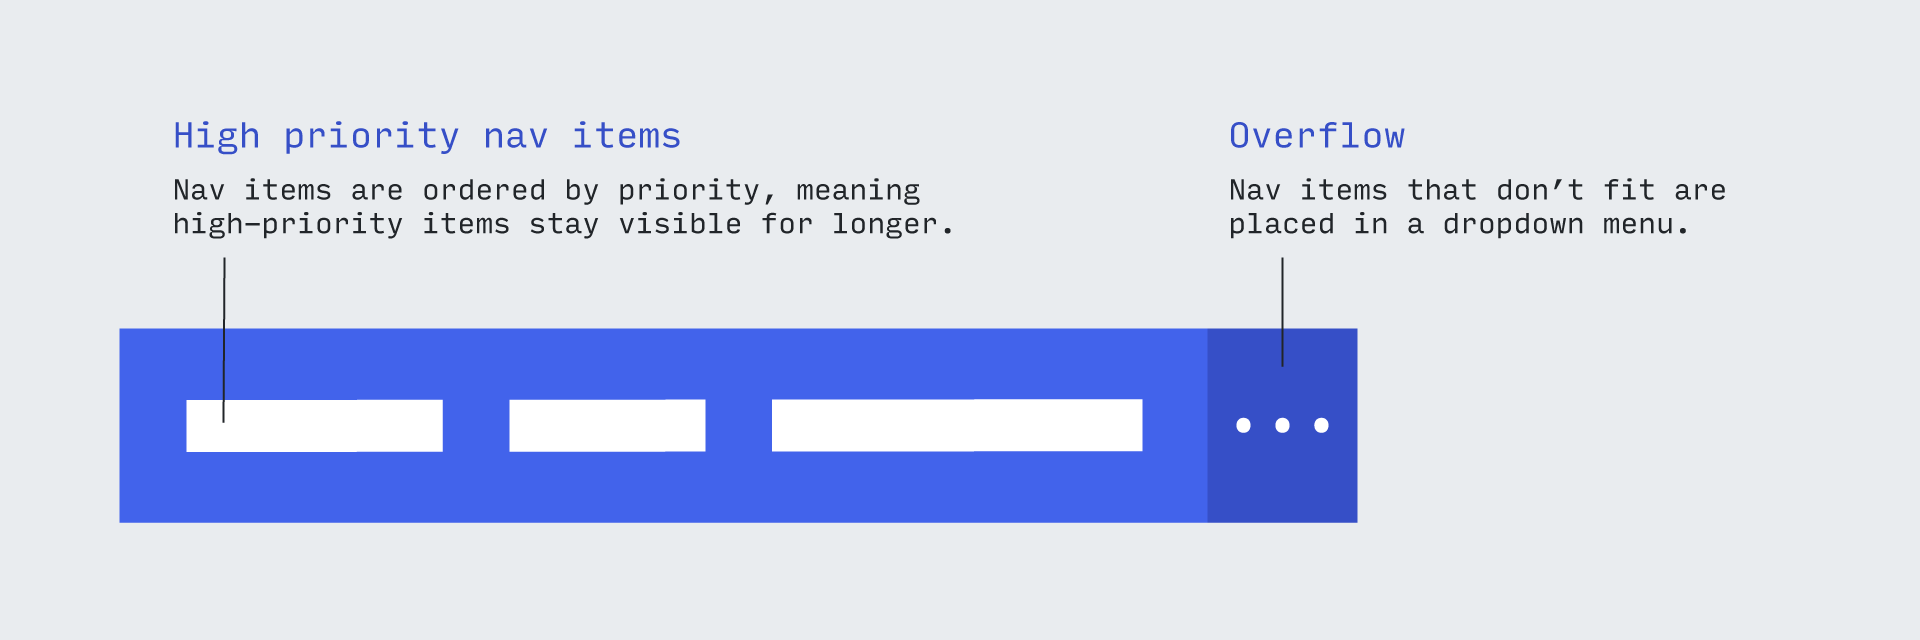 High priority nav items
Nav items are ordered by priority, meaning
high–priority items stay visible for longer.
Overflow
Nav items that don’t fit are
placed in a dropdown menu.